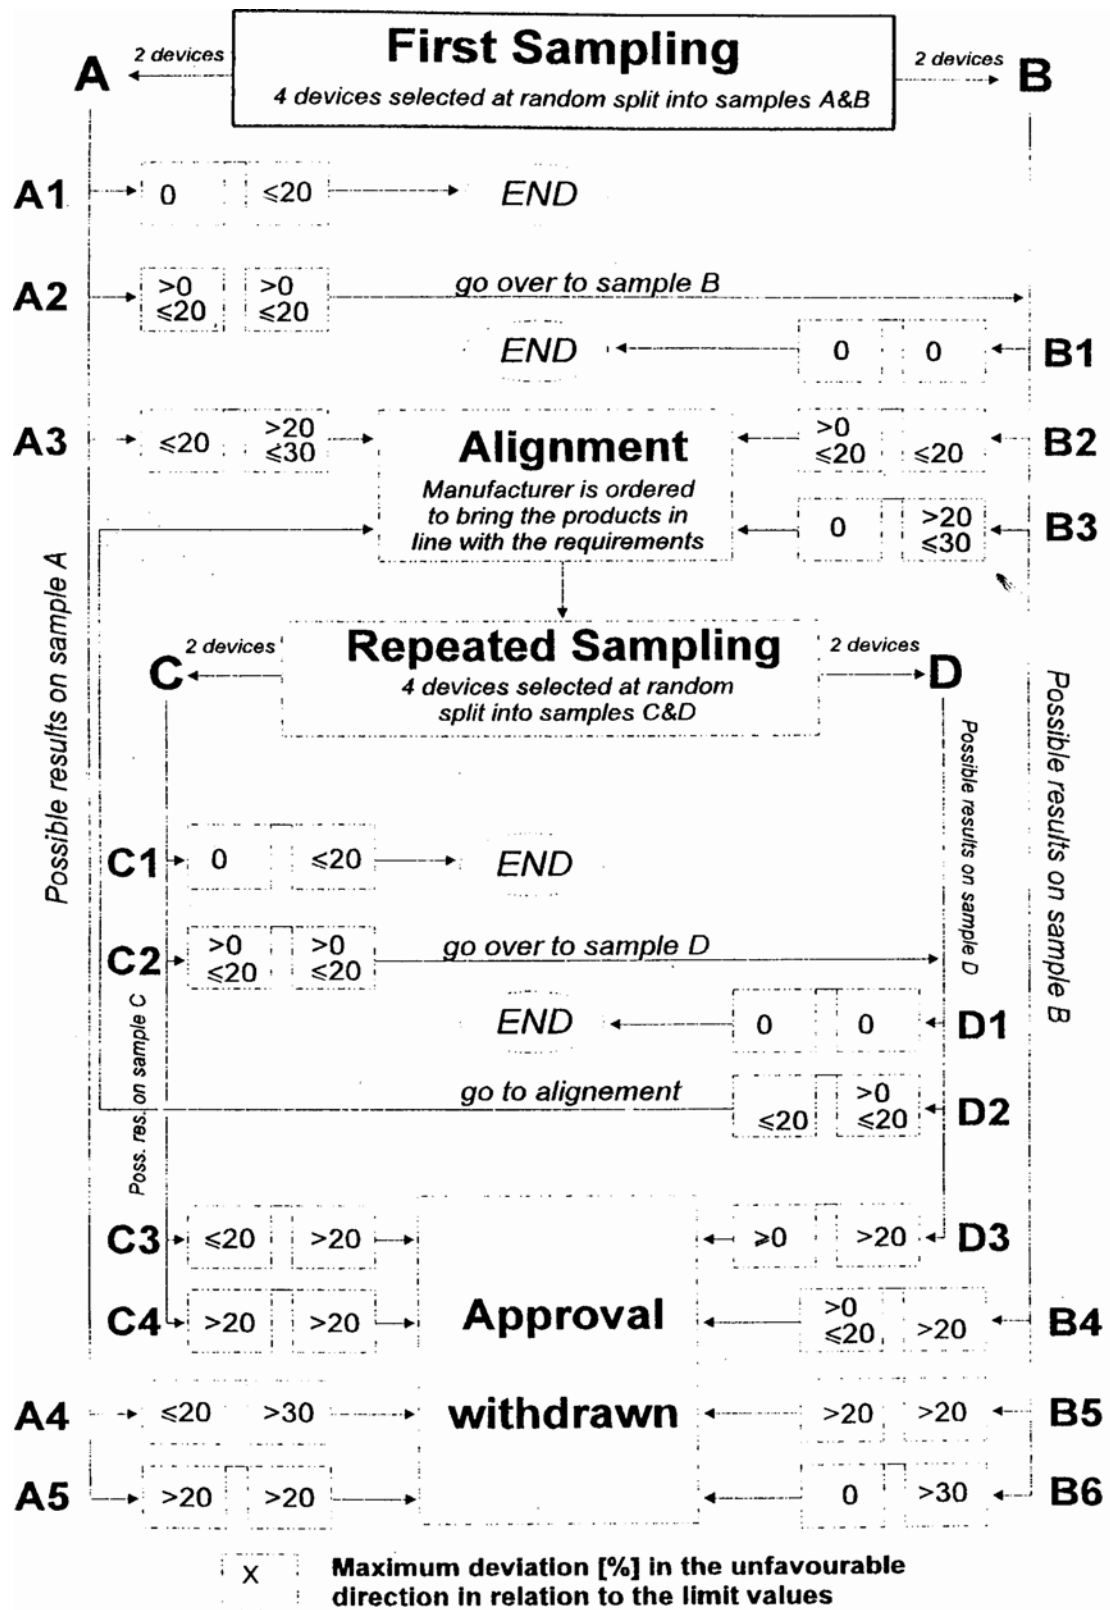 First Sampling
4 devices selected at random split into samples A&B
A
2 devices
2 devices
B
A1
0
≤20
END
A2
>0
≤20
>0
≤20
go over to sample B
END
0
0
B1
A3
≤20
>20
≤30
Alignment
Manufacturer is ordered
to bring the products in
line with the requirements
>0
≤20
≤20
B2
0
>20
≤30
B3
Possible results on sample A
Repeated Sampling
4 devices selected at random
split into samples C&D
C
2 devices
2 devices
D
Possible results on sample D
Possible results on sample B
C1
0
≤20
END
C2
>0
≤20
>0
≤20
go over to sample D
Poss. res. on sample C
END
0
0
D1
go to alignement
≤20
>0
≤20
D2
C3
≤20
>20
⩾0
>20
D3
C4
>20
>20
Approval
withdrawn
>0
≤20
>20
B4
A4
≤20
>30
>20
>20
B5
A5
>20
>20
0
>30
B6
X
Maximum deviation [%] in the unfavourable
direction in relation to the limit values